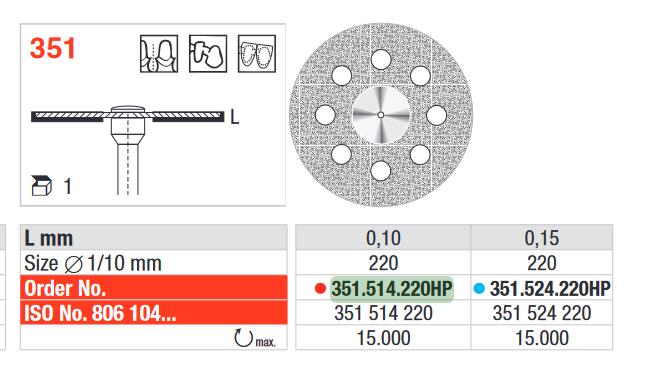 351
L
1
L mm 0,10 0,15
Size ∅ 1/10 mm 220 220
Order No. 351.514.220HP 351.524.220HP
ISO No. 806 104... 351 514 220 351 524 220
max. 15.000 15.000